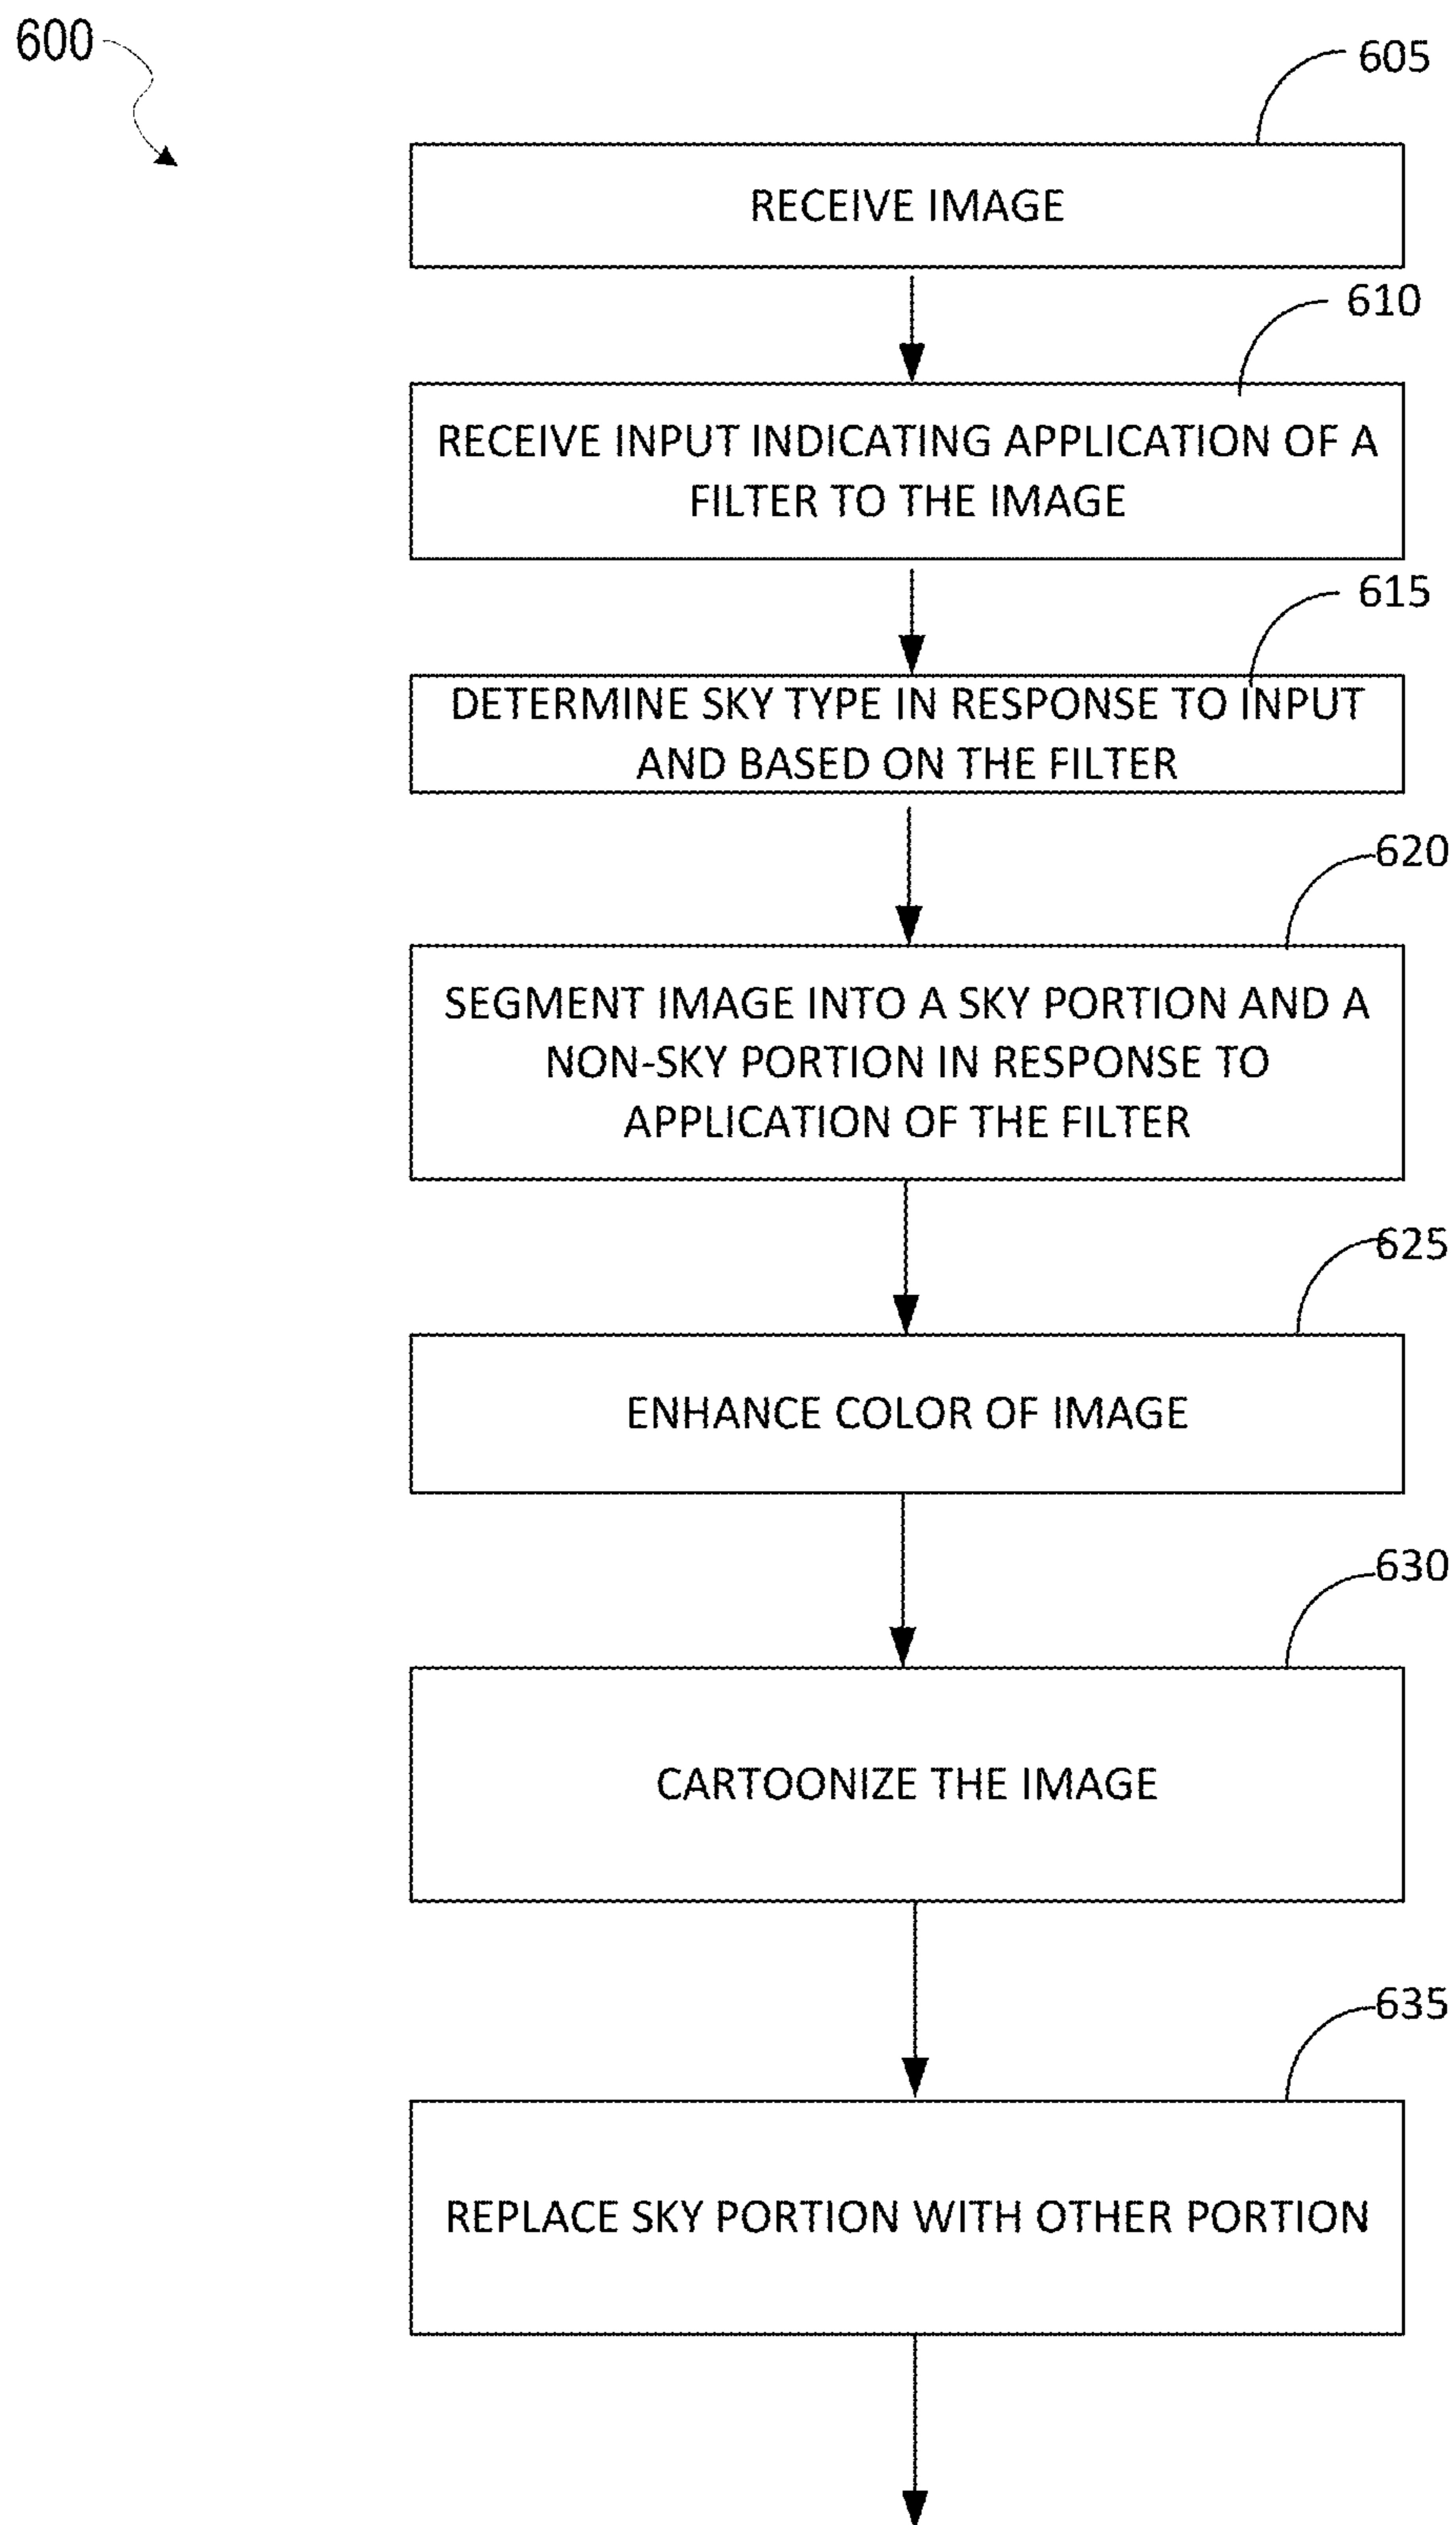 600
605
RECEIVE IMAGE
610
RECEIVE INPUT INDICATING APPLICATION OF A
FILTER TO THE IMAGE
615
DETERMINE SKY TYPE IN RESPONSE TO INPUT
AND BASED ON THE FILTER
620
SEGMENT IMAGE INTO A SKY PORTION AND A
NON-SKY PORTION IN RESPONSE TO
APPLICATION OF THE FILTER
625
ENHANCE COLOR OF IMAGE
630
CARTOONIZE THE IMAGE
635
REPLACE SKY PORTION WITH OTHER PORTION